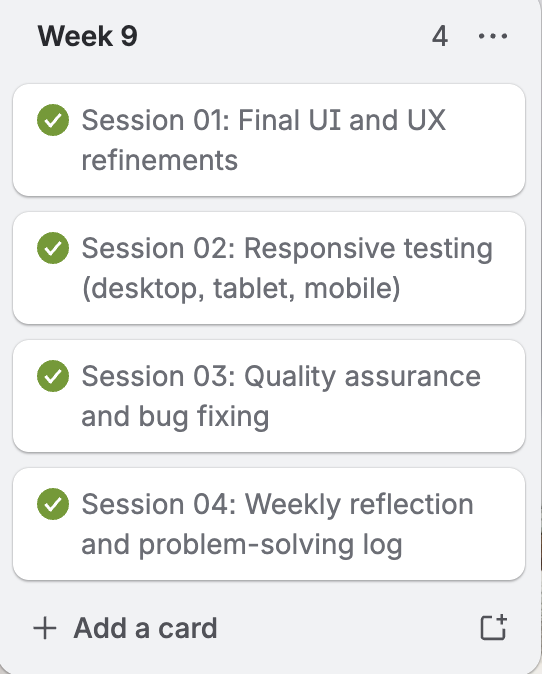 Week 9
4
Session 01: Final UI and UX
refinements
Session 02: Responsive testing
(desktop, tablet, mobile)
Session 03: Quality assurance
and bug fixing
Session 04: Weekly reflection
and problem-solving log
Add a card